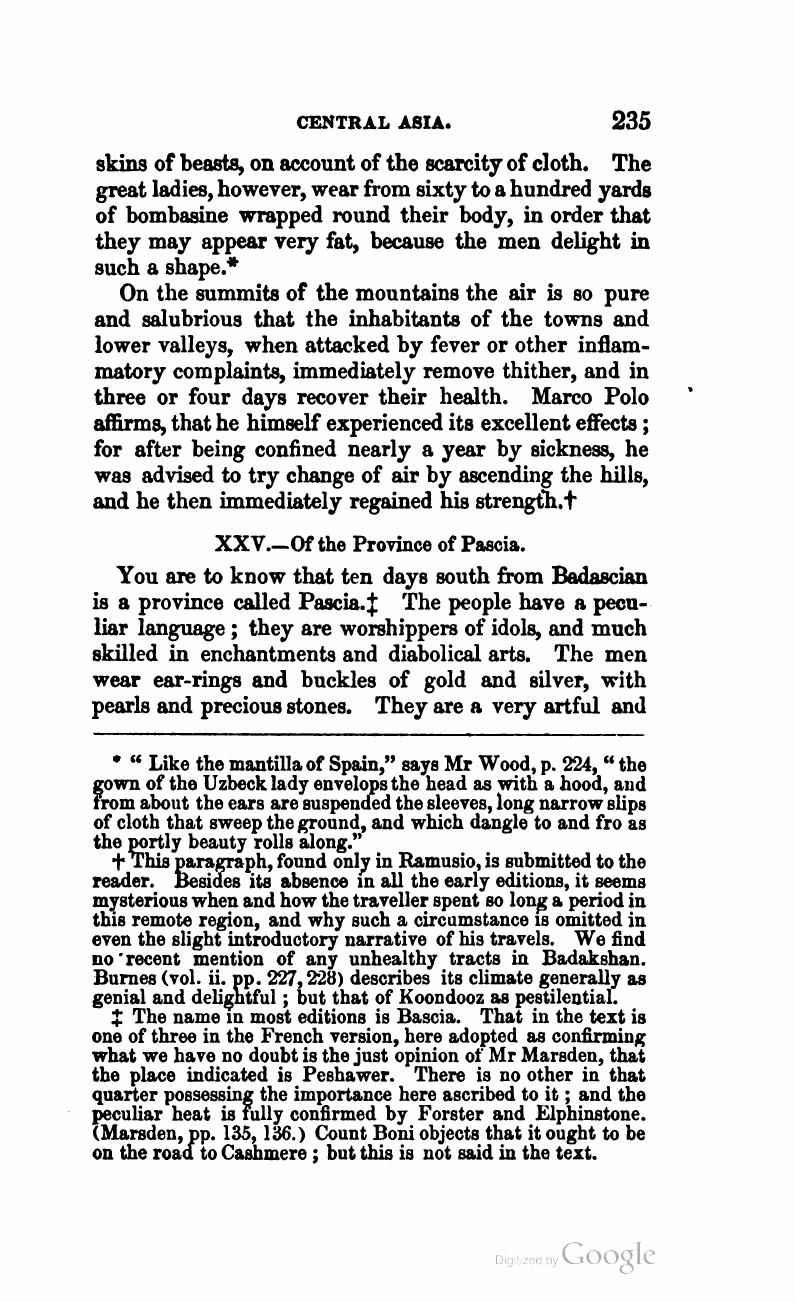 CENTRAL ASIA. 235
skins of beasts, on account of the scarcity of cloth. The
great ladies, however, wear from sixty to a hundred yards
of bombasine wrapped round their body, in order that
they may appear very fat, because the men delight in
such a shape.*
On the summits of the mountains the air is so pure
and salubrious that the inhabitants of the towns and
lower valleys, when attacked by fever or other inflam-
matory complaints, immediately remove thither, and in
three or four days recover their health. Marco Polo
affirms, that he himself experienced its excellent effects ;
for after being confined nearly a year by sickness, he
was advised to try change of air by ascending the hills,
and he then immediately regained his strength.†
XXV.—Of the Province of Pascia.
You are to know that ten days south from Badascian
is a province called Pascia.‡ The people have a pecu-
liar language ; they are worshippers of idols, and much
skilled in enchantments and diabolical arts. The men
wear ear-rings and buckles of gold and silver, with
pearls and precious stones. They are a very artful and
* “ Like the mantilla of Spain,” says Mr Wood, p. 224, “ the
gown of the Uzbeck lady envelops the head as with a hood, and
from about the ears are suspended the sleeves, long narrow slips
of cloth that sweep the ground, and which dangle to and fro as
the portly beauty rolls along.”
† This paragraph, found only in Ramusio, is submitted to the
reader. Besides its absence in all the early editions, it seems
mysterious when and how the traveller spent so long a period in
this remote region, and why such a circumstance is omitted in
even the slight introductory narrative of his travels. We find
no recent mention of any unhealthy tracts in Badakshan.
Burnes (vol. ii. pp. 227, 228) describes its climate generally as
genial and delightful ; but that of Koondooz as pestilential.
‡ The name in most editions is Bascia. That in the text is
one of three in the French version, here adopted as confirming
what we have no doubt is the just opinion of Mr Marsden, that
the place indicated is Peshawer. There is no other in that
quarter possessing the importance here ascribed to it ; and the
peculiar heat is fully confirmed by Forster and Elphinstone.
(Marsden, pp. 135, 136.) Count Boni objects that it ought to be
on the road to Cashmere ; but this is not said in the text.
Digitized by Google